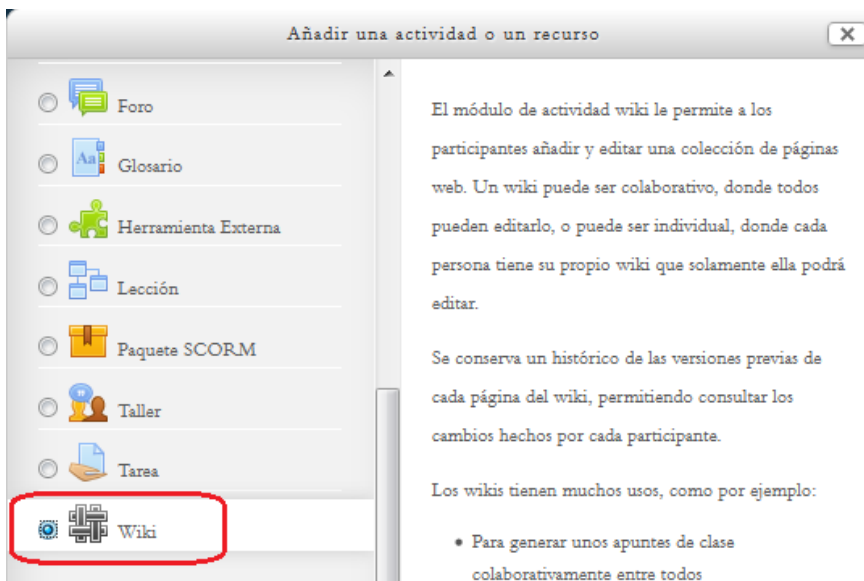 Añadir una actividad o un recurso
Foro
Glosario
Herramienta Externa
Lección
Paquete SCORM
Taller
Tarea
Wiki
El módulo de actividad wiki le permite a los
participantes añadir y editar una colección de páginas
web. Un wiki puede ser colaborativo, donde todos
pueden editarlo, o puede ser individual, donde cada
persona tiene su propio wiki que solamente ella podrá
editar.
Se conserva un histórico de las versiones previas de
cada página del wiki, permitiendo consultar los
cambios hechos por cada participante.
Los wikis tienen muchos usos, como por ejemplo:
• Para generar unos apuntes de clase
colaborativamente entre todos